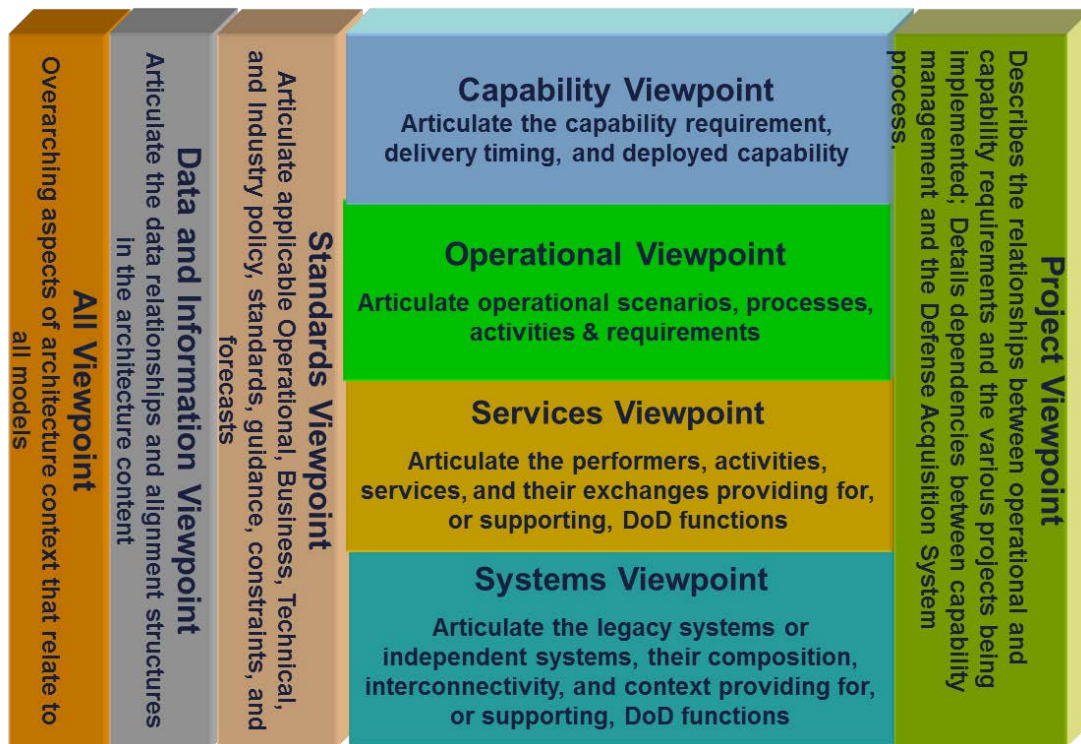 All Viewpoint
Overarching aspects of architecture context that relate to
all models
Data and Information Viewpoint
Articulate the data relationships and alignment structures
in the architecture content
Standards Viewpoint
Articulate applicable Operational, Business, Technical,
and Industry policy, standards, guidance, constraints, and
forecasts
Capability Viewpoint
Articulate the capability requirement,
delivery timing, and deployed capability
Operational Viewpoint
Articulate operational scenarios, processes,
activities & requirements
Services Viewpoint
Articulate the performers, activities,
services, and their exchanges providing for,
or supporting, DoD functions
Systems Viewpoint
Articulate the legacy systems or
independent systems, their composition,
interconnectivity, and context providing for,
or supporting, DoD functions
Project Viewpoint
Describes the relationships between operational and
capability requirements and the various projects being
implemented; Details dependencies between capability
management and the Defense Acquisition System
process.